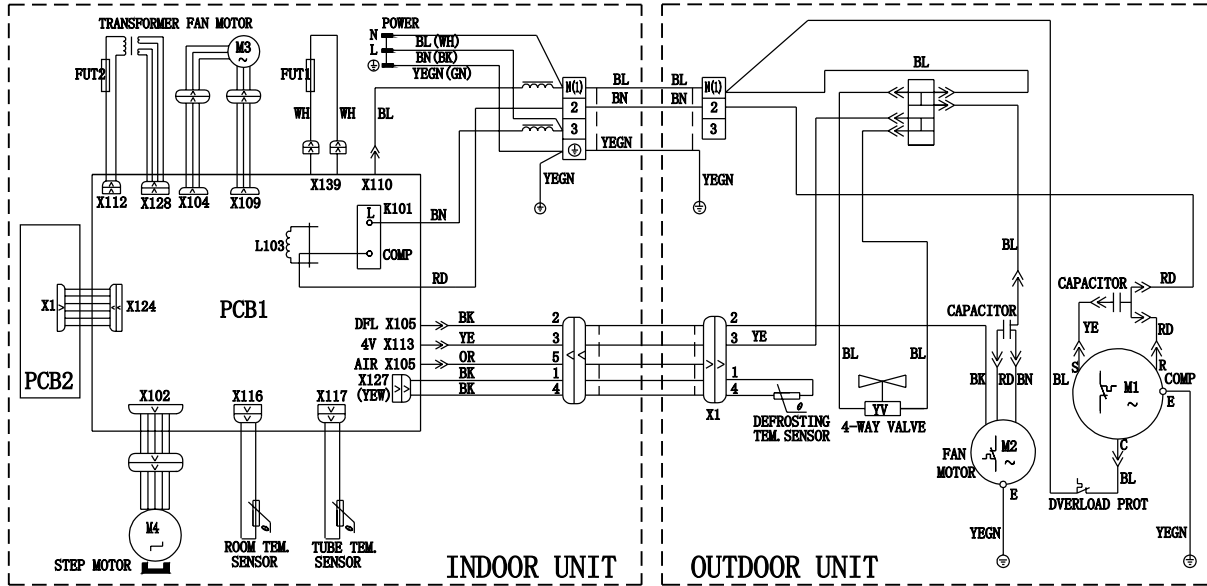 TRANSFORMER FAN MOTOR
POWER
N
L
BL(WH)
BN(BK)
YEGN(GN)
M3
~
FUT2
FUT1
WH
WH
BL
N(1)
2
3
BL
BN
YEGN
YEGN
BL
BN
N(1)
2
3
YEGN
BL
X112
X128
X104
X109
X139
X110
L
X101
COMP
BN
L103
RD
X1
X124
PCB1
PCB2
DFL X105
BK
2
4V X113
YE
3
AIR X105
OR
5
X127
(YEW)
BK
1
BK
4
2
3
YE
1
4
X1
DEFROSTING
TEM.SENSOR
θ
BL
BL
YV
4-WAY VALVE
BL
CAPACITOR
BK
RD
BN
M2
~
FAN
MOTOR
E
YEGN
CAPACITOR
RD
YE
RD
S
R
BL
M1
~
COMP
E
C
BL
DVERLOAD PROT
YEGN
X102
X116
X117
M4
STEP MOTOR
θ
ROOM TEM.
SENSOR
θ
TUBE TEM.
SENSOR
INDOOR UNIT
OUTDOOR UNIT